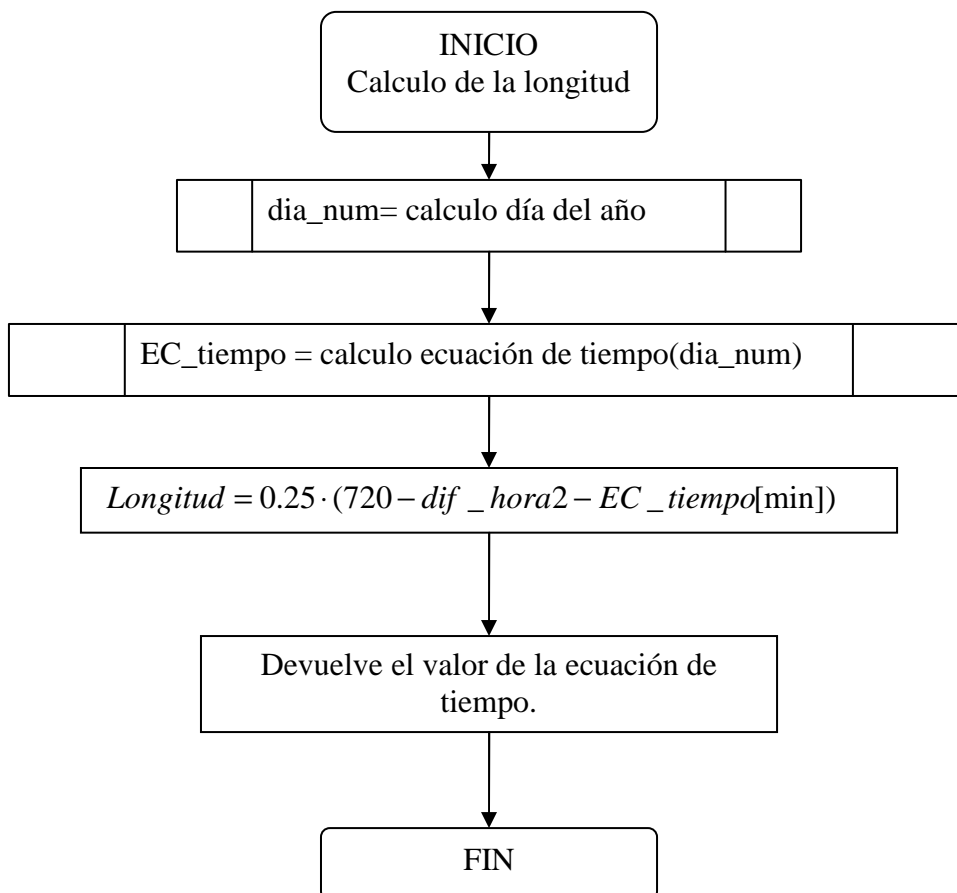 INICIO
Calculo de la longitud
dia_num= calculo día del año
EC_tiempo = calculo ecuación de tiempo(dia_num)
Longitud = 0.25 · (720 − dif _ hora2 − EC _ tiempo[min])
Devuelve el valor de la ecuación de
tiempo.
FIN